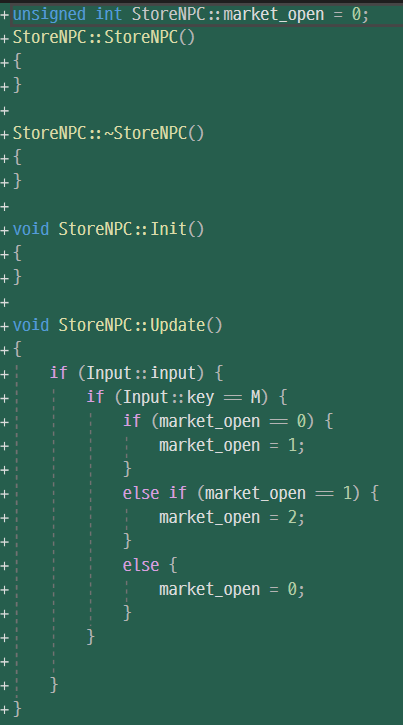 +unsigned int StoreNPC::market_open = 0;
+StoreNPC::StoreNPC()
+{
+}
+
+StoreNPC::~StoreNPC()
+{
+}
+
+void StoreNPC::Init()
+{
+}
+
+void StoreNPC::Update()
+{
+    if (Input::input) {
+        if (Input::key == M) {
+            if (market_open == 0) {
+                market_open = 1;
+            }
+            else if (market_open == 1) {
+                market_open = 2;
+            }
+            else {
+                market_open = 0;
+            }
+        }
+
+    }
+}